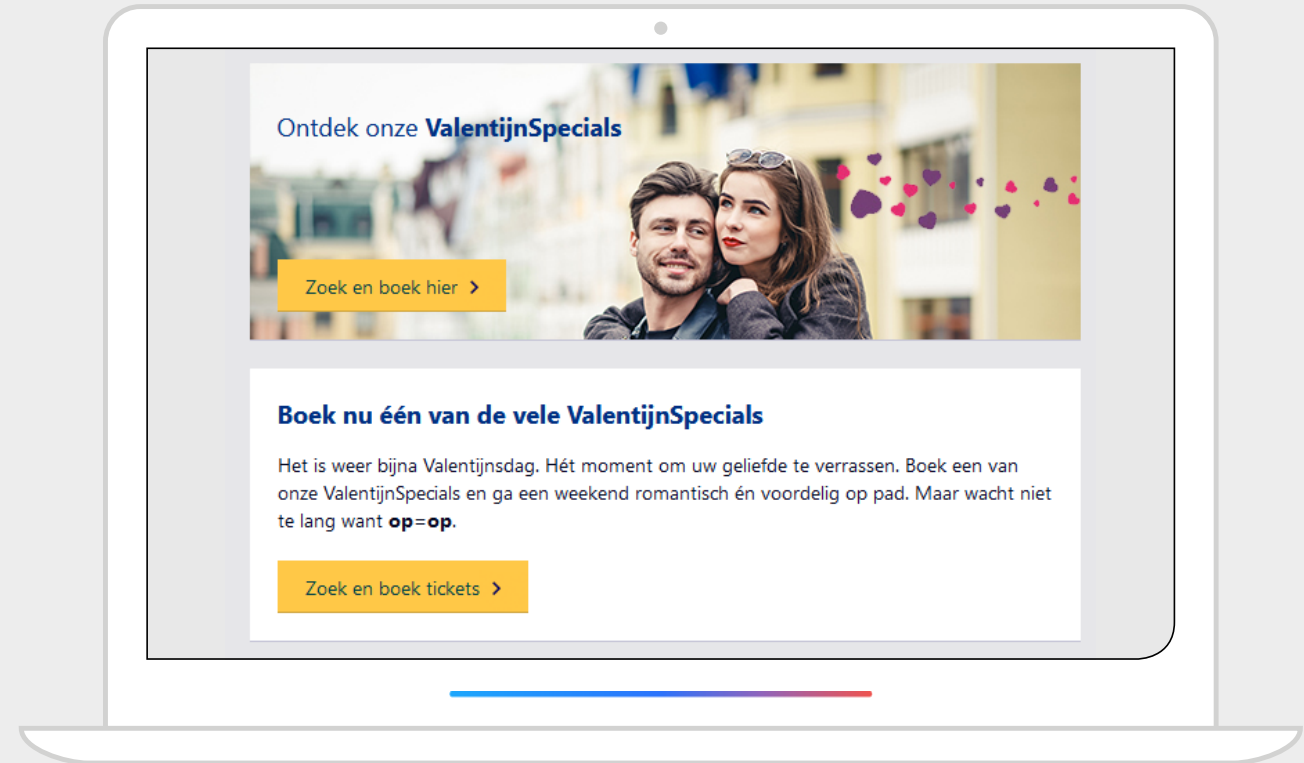 Ontdek onze ValentijnSpecials
Zoek en boek hier
Boek nu één van de vele ValentijnSpecials
Het is weer bijna Valentijnsdag. Hét moment om uw geliefde te verrassen. Boek een van
onze ValentijnSpecials en ga een weekend romantisch én voordelig op pad. Maar wacht niet
te lang want op=op.
Zoek en boek tickets